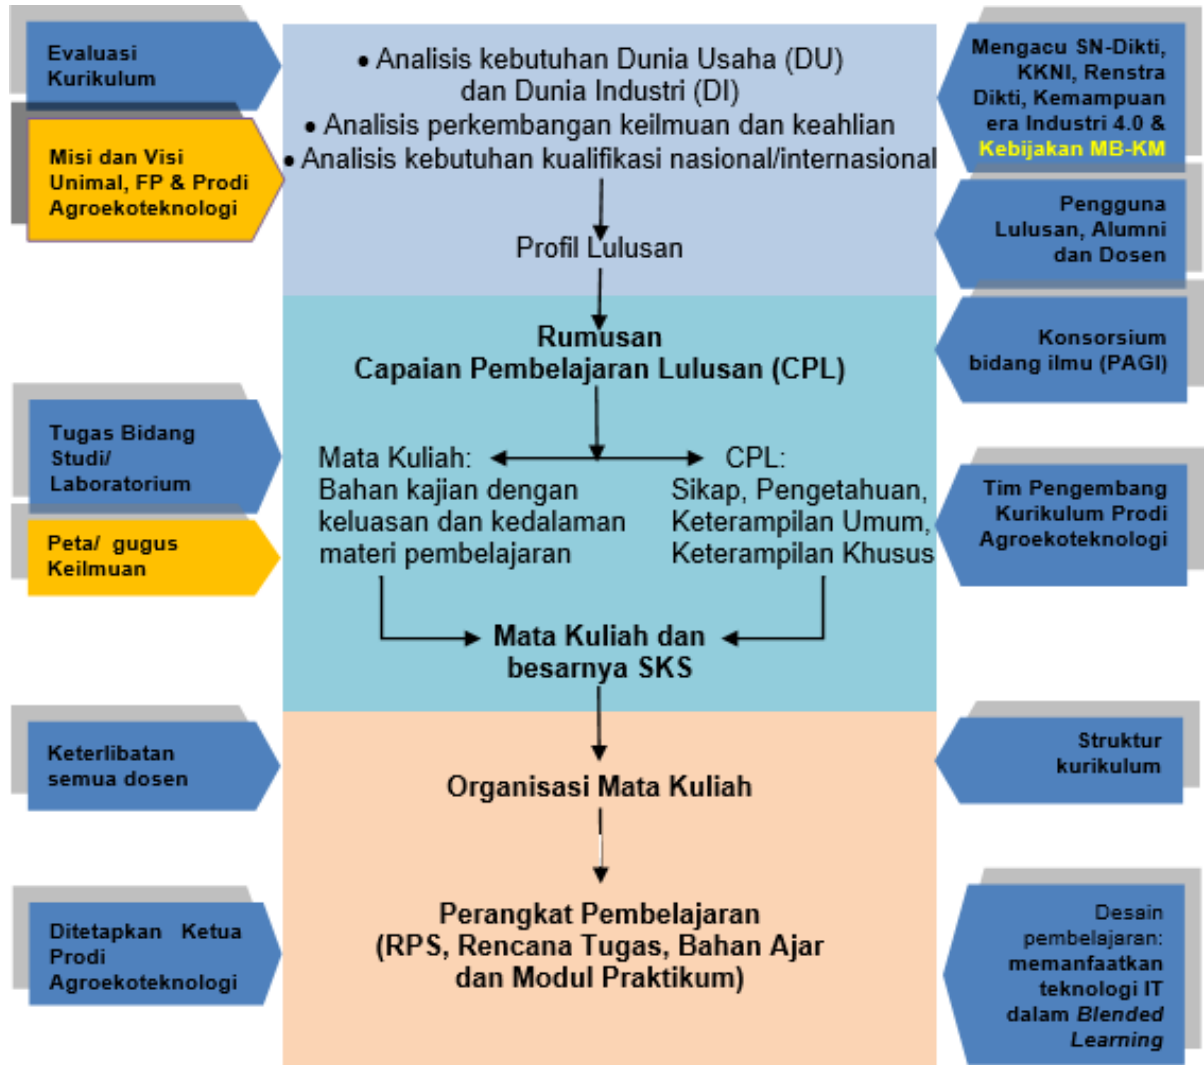 Evaluasi
Kurikulum
Misi dan Visi
Unimal, FP & Prodi
Agroekoteknologi
• Analisis kebutuhan Dunia Usaha (DU)
dan Dunia Industri (DI)
• Analisis perkembangan keilmuan dan keahlian
• Analisis kebutuhan kualifikasi nasional/internasional
Profil Lulusan
Mengacu SN-Dikti,
KKNI, Renstra
Dikti, Kemampuan
era Industri 4.0 &
Kebijakan MB-KM
Pengguna
Lulusan, Alumni
dan Dosen
Rumusan
Capaian Pembelajaran Lulusan (CPL)
Konsorsium
bidang ilmu (PAGI)
Tugas Bidang
Studi/
Laboratorium
Peta/ gugus
Keilmuan
Mata Kuliah:
Bahan kajian dengan
keluasan dan kedalaman
materi pembelajaran
CPL:
Sikap, Pengetahuan,
Keterampilan Umum,
Keterampilan Khusus
Tim Pengembang
Kurikulum Prodi
Agroekoteknologi
Mata Kuliah dan
besarnya SKS
Keterlibatan
semua dosen
Organisasi Mata Kuliah
Struktur
kurikulum
Ditetapkan Ketua
Prodi
Agroekoteknologi
Perangkat Pembelajaran
(RPS, Rencana Tugas, Bahan Ajar
dan Modul Praktikum)
Desain
pembelajaran:
memanfaatkan
teknologi IT
dalam Blended
Learning